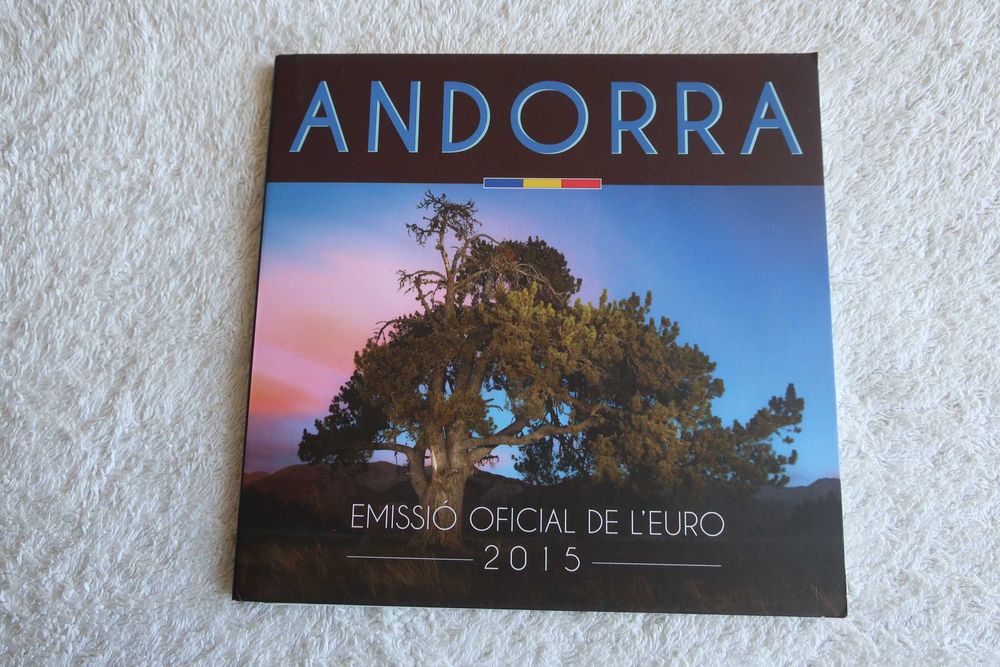 ANDORRA
EMISSIÓ OFICIAL DE L'EURO
2015